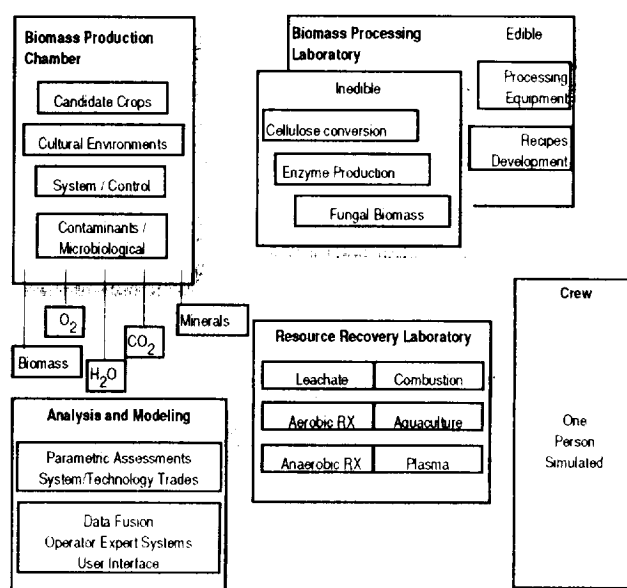 Biomass Production
Chamber
Candidate Crops
Cultural Environments
System / Control
Contaminants /
Microbiological
O2
CO2
Minerals
Biomass
H2O
Biomass Processing
Laboratory
Edible
Inedible
Processing
Equipment
Cellulose conversion
Recipes
Development
Enzyme Production
Fungal Biomass
Analysis and Modeling
Parametric Assessments
System/Technology Trades
Data Fusion
Operator Expert Systems
User Interface
Resource Recovery Laboratory
Leachate
Combustion
Aerobic RX
Aquaculture
Anaerobic RX
Plasma
Crew
One
Person
Simulated